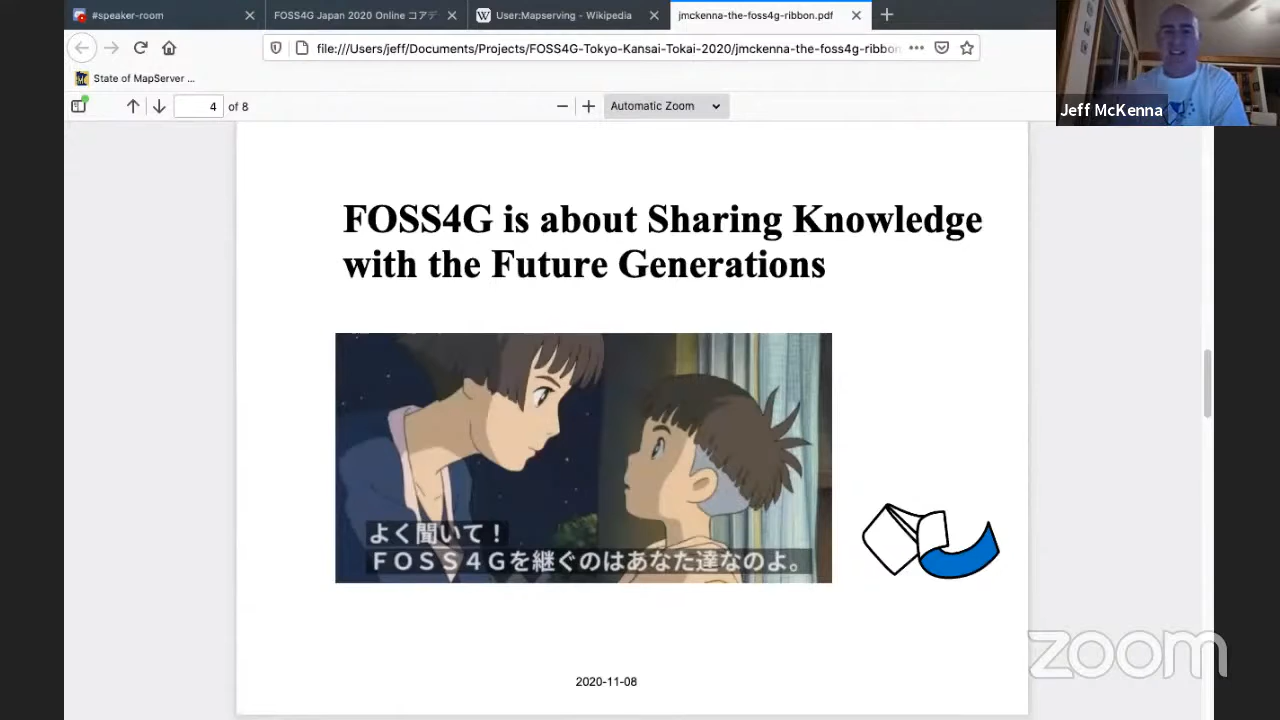 #speaker-room
FOSS4G Japan 2020 Online コアデ
User:Mapserving - Wikipedia
jmckenna-the-foss4g-ribbon.pdf
file:///Users/jeff/Documents/Projects/FOSS4G-Tokyo-Kansai-Tokai-2020/jmckenna-the-foss4g-ribbon
State of MapServer ...
4 of 8
Automatic Zoom
Jeff McKenna
FOSS4G is about Sharing Knowledge
with the Future Generations
よく聞いて！
ＦＯＳＳ４Ｇを継ぐのはあなた達なのよ。
2020-11-08
zoom